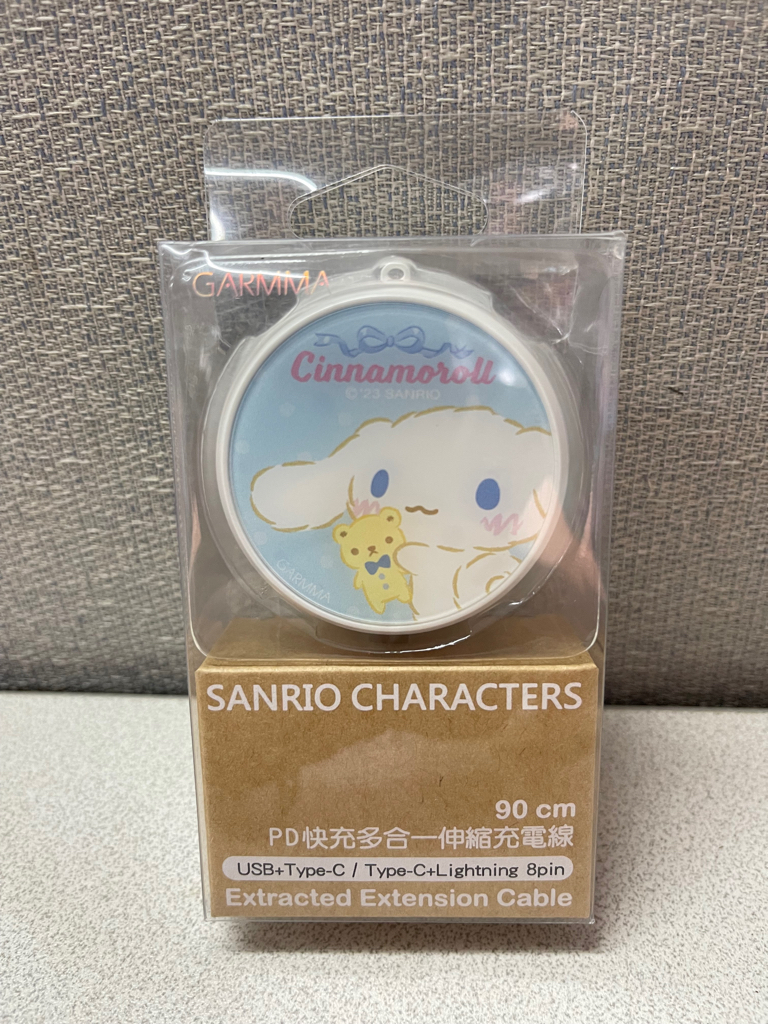 GARMMA
Cinnamoroll
© '23 SANRIO
GARMMA
SANRIO CHARACTERS
90 cm
PD快充多合一伸縮充電線
USB+Type-C / Type-C+Lightning 8pin
Extracted Extension Cable